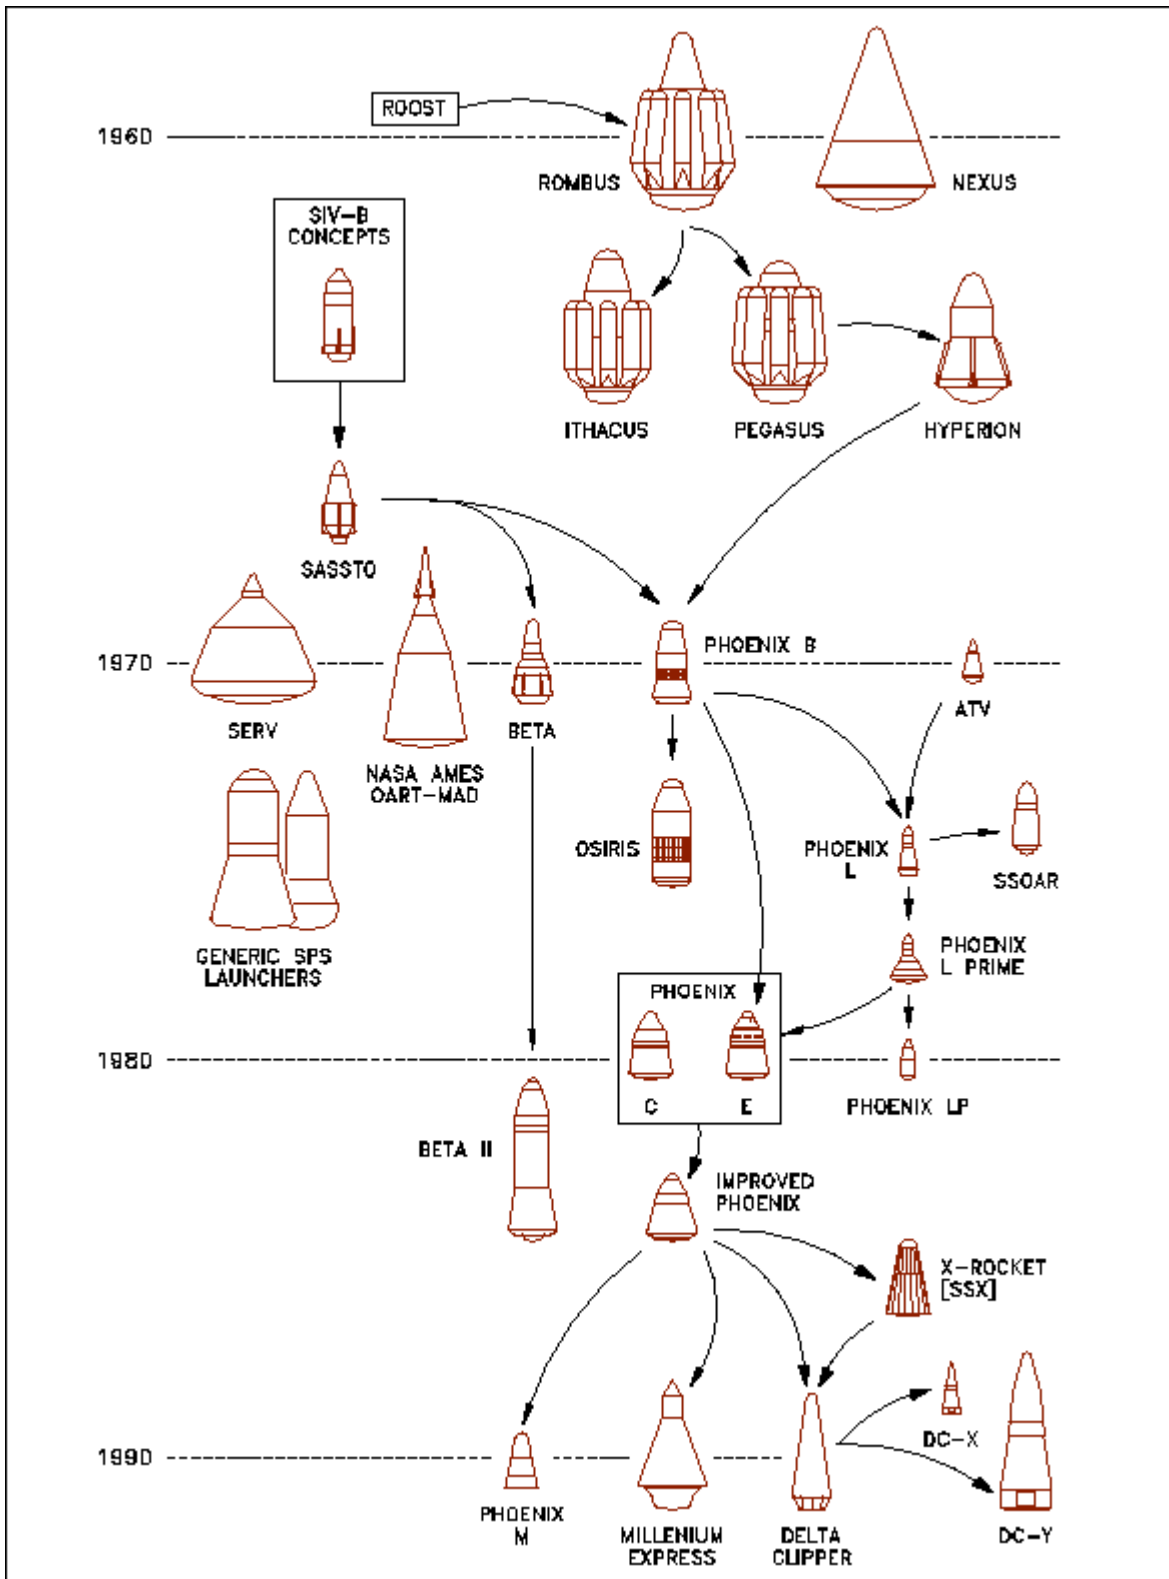 ROOST
1960
ROMBUS
NEXUS
SIV-B
CONCEPTS
ITHACUS
PEGASUS
HYPERION
SASSTO
PHOENIX B
1970
SERV
BETA
ATV
NASA AMES
OART-MAD
OSIRIS
PHOENIX
L
SSOAR
GENERIC SPS
LAUNCHERS
PHOENIX
L PRIME
PHOENIX
1980
C
E
PHOENIX LP
BETA II
IMPROVED
PHOENIX
X-ROCKET
[SSX]
DC-X
1990
PHOENIX
M
MILLENIUM
EXPRESS
DELTA
CLIPPER
DC-Y